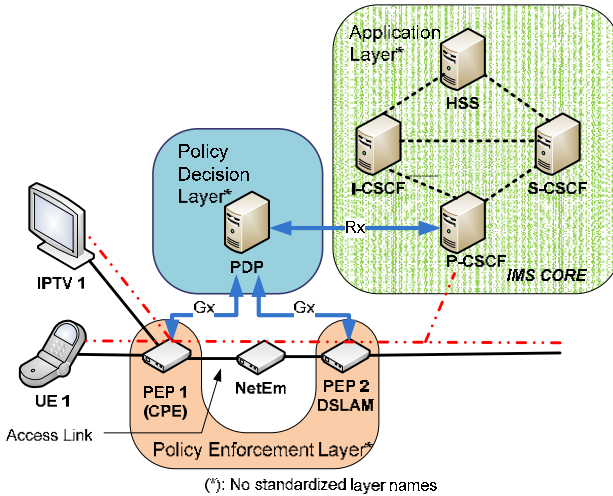 Application
Layer*
HSS
I-CSCF
S-CSCF
P-CSCF
IMS CORE
Policy
Decision
Layer*
PDP
Rx
Gx
Gx
IPTV 1
UE 1
PEP 1
(CPE)
NetEm
PEP 2
DSLAM
Access Link
Policy Enforcement Layer*
(*): No standardized layer names